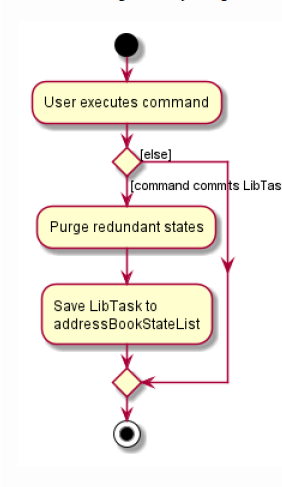 User executes command
[else]
[command commits LibTas
Purge redundant states
Save LibTask to
addressBookStateList